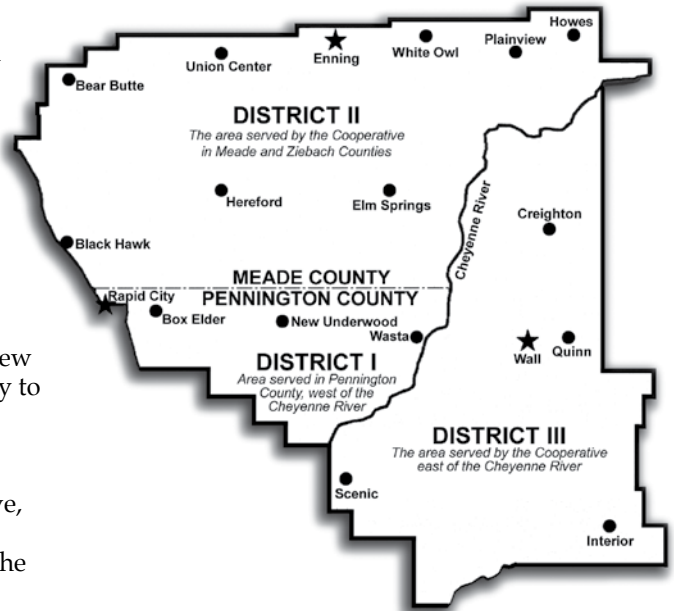 Howes
Plainview
White Owl
Enning
Union Center
Bear Butte
DISTRICT II
The area served by the Cooperative
in Meade and Ziebach Counties
Hereford
Elm Springs
Cheyenne River
Creighton
Black Hawk
MEADE COUNTY
Rapid City
PENNINGTON COUNTY
Box Elder
New Underwood
Wasta
Wall
Quinn
ew
y to
DISTRICT I
Area served in Pennington
County, west of the
Cheyenne River
DISTRICT III
The area served by the Cooperative
east of the Cheyenne River
Scenic
ve,
Interior
he